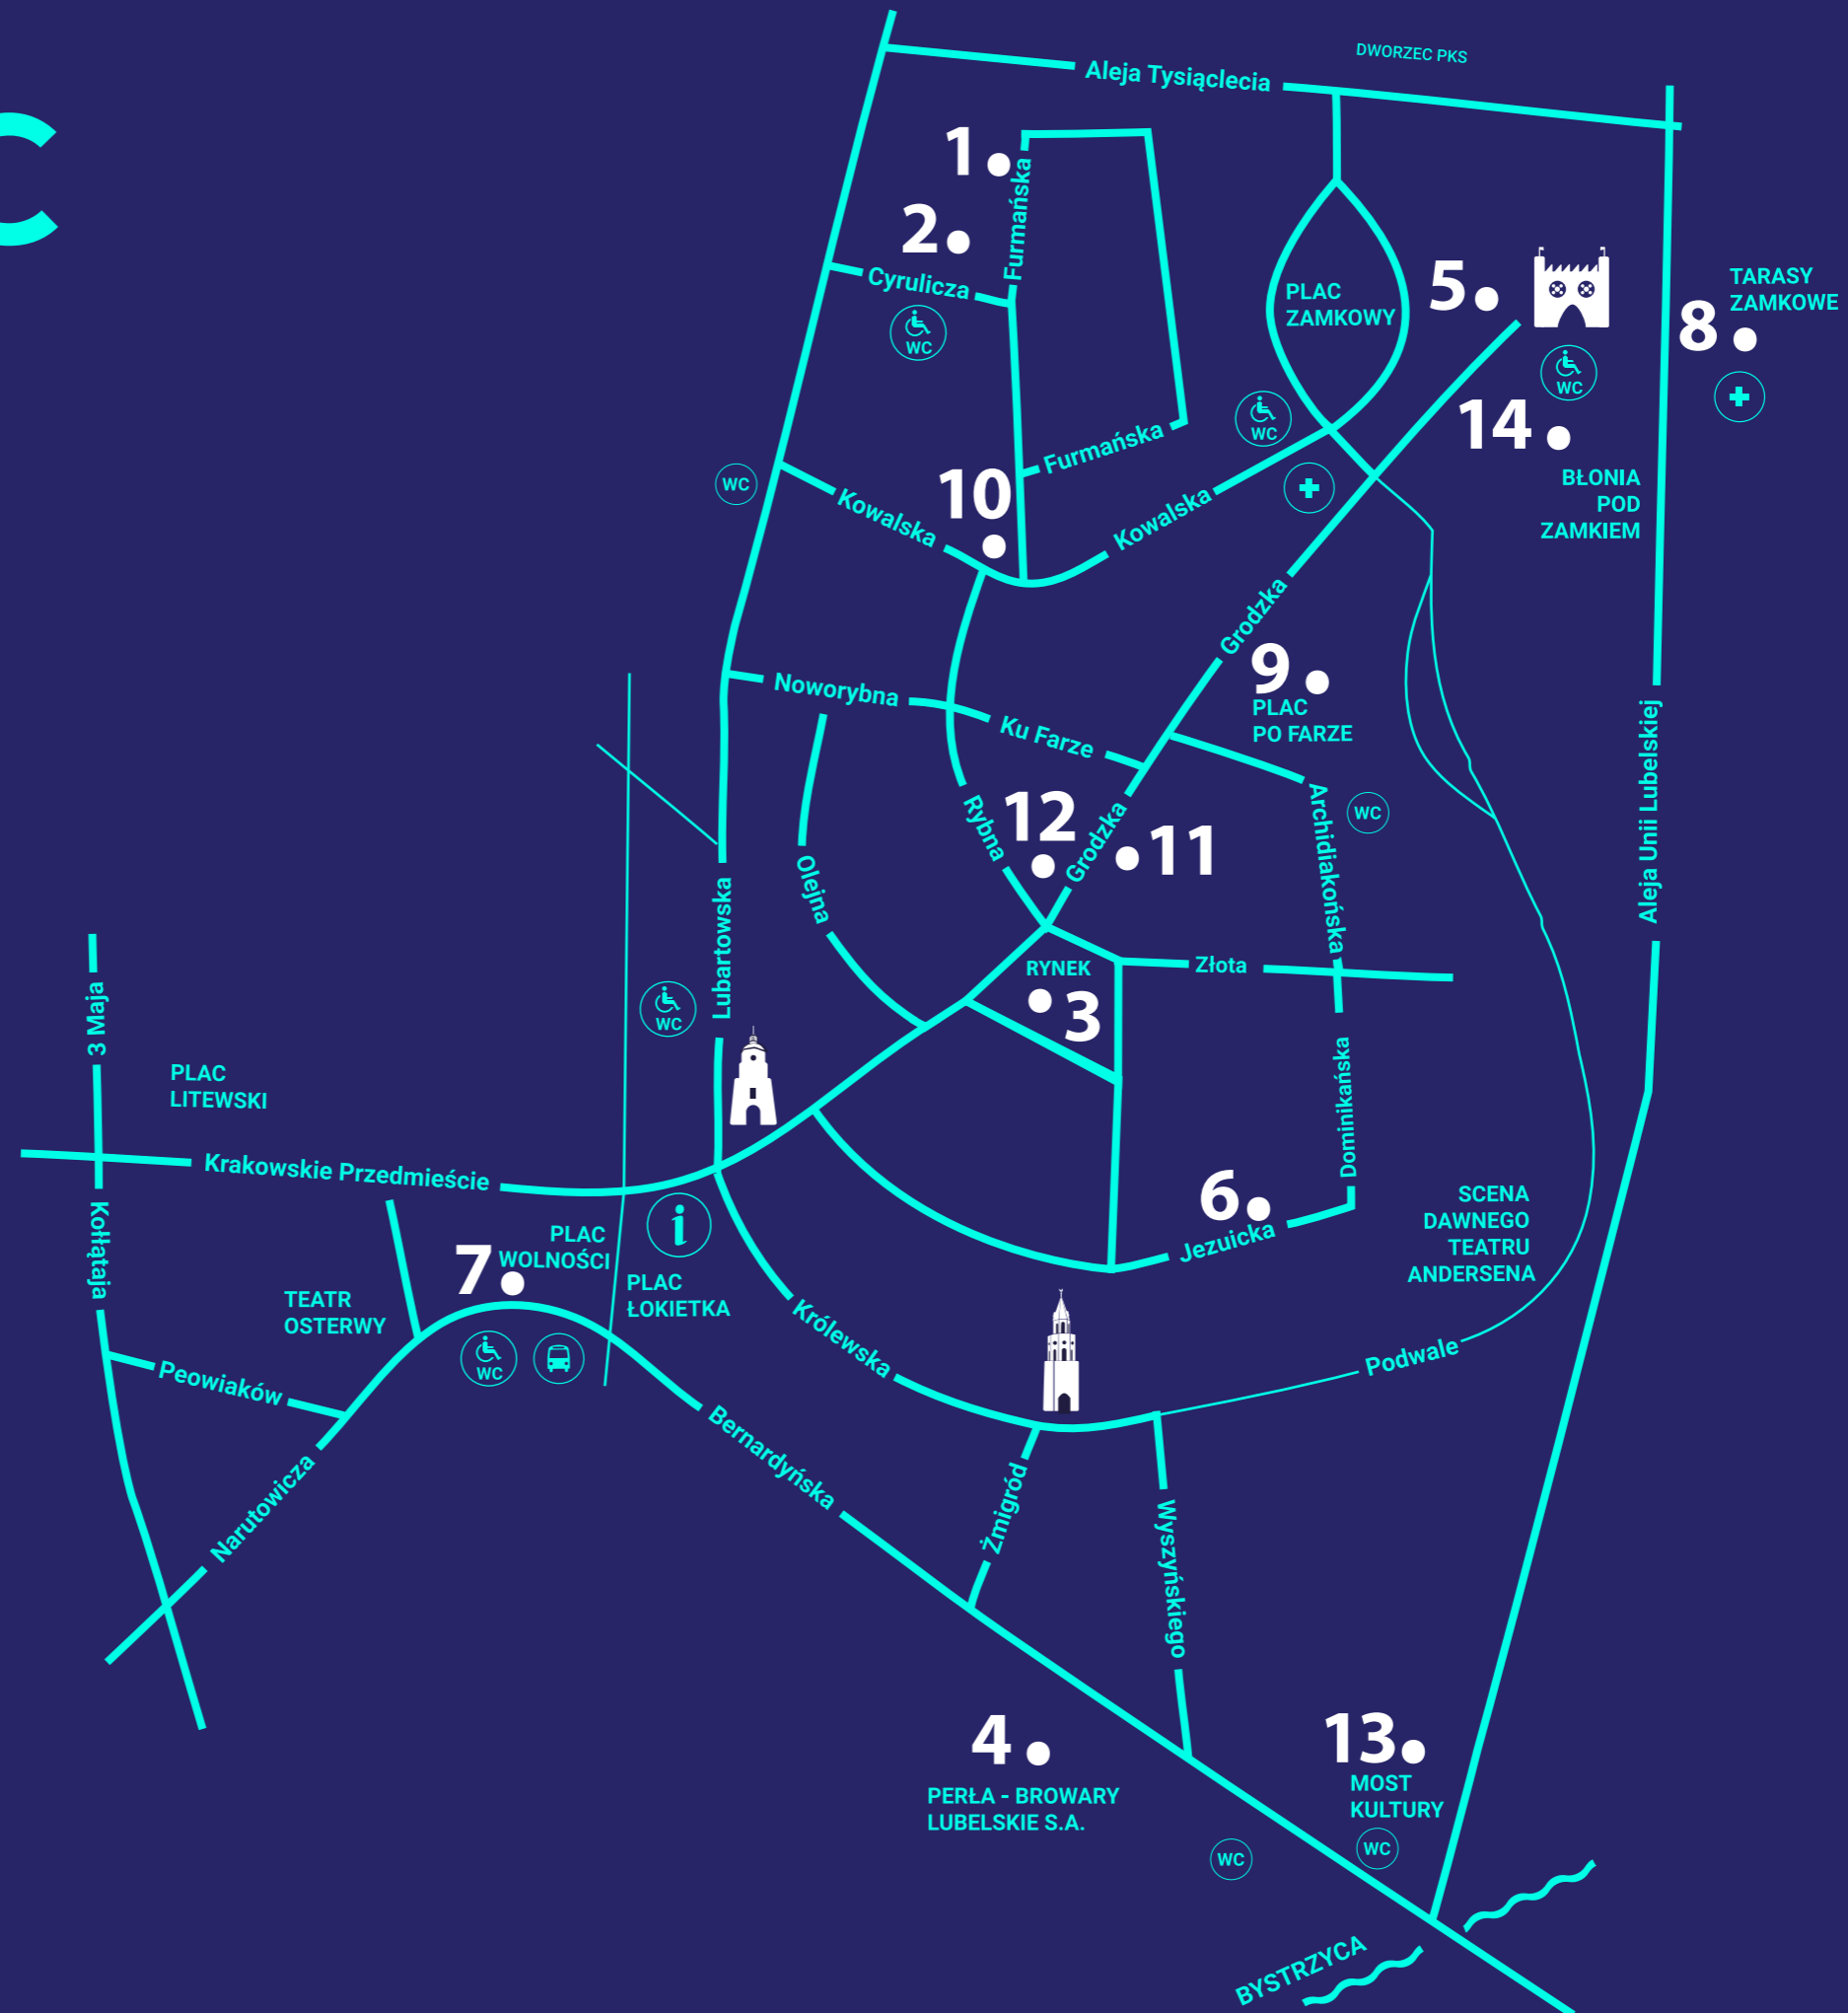 DWORZEC PKS
Aleja Tysiąclecia
1.
Furmańska
2.
Cyrulicza
WC
PLAC
ZAMKOWY
5.
TARASY
ZAMKOWE
8.
WC
14.
WC
Furmańska
BŁONIA
POD
ZAMKIEM
WC
10
Kowalska
Kowalska
Grodzka
9.
PLAC
PO FARZE
Noworybna
Ku Farze
Aleja Unii Lubelskiej
Archidiakońska
WC
12
Rybna
Grodzka
11
Olejna
Lubartowska
RYNEK
3
Złota
WC
3 Maja
PLAC
LITEWSKI
Dominikańska
Krakowskie Przedmieście
6.
Jezuicka
SCENA
DAWNEGO
TEATRU
ANDERSENA
Kołłątaja
7.
PLAC
WOLNOŚCI
i
PLAC
ŁOKIETKA
TEATR
OSTERWY
WC
Królewska
Podwale
Peowiaków
Bernardyńska
Narutowicza
Żmigród
Wyszyńskiego
4.
PERŁA - BROWARY
LUBELSKIE S.A.
13.
MOST
KULTURY
WC
WC
BYSTRZYCA